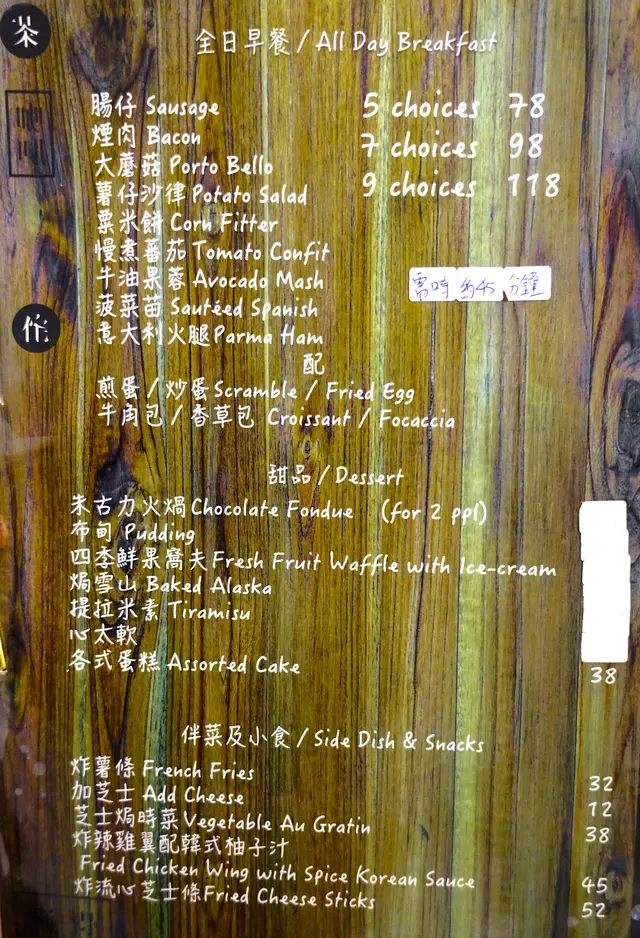 茶
作
全日早餐 / All Day Breakfast
腸仔 Sausage 5 choices 78
煙肉 Bacon 7 choices 98
大蘑菇 Porto Bello
薯仔沙律 Potato Salad 9 choices 118
粟米餅 Corn Fitter
慢煮蕃茄 Tomato Confit
牛油果蓉 Avocado Mash
需時 約45 分鐘
菠菜苗 Sautéed Spanish
意大利火腿 Parma Ham
配
煎蛋 / 炒蛋 Scramble / Fried Egg
牛角包 / 香草包 Croissant / Focaccia
甜品 / Dessert
朱古力火焗 Chocolate Fondue (for 2 ppl)
布甸 Pudding
四季鮮果窩夫 Fresh Fruit Waffle with Ice-cream
焗雪山 Baked Alaska
提拉米素 Tiramisu
心太軟
各式蛋糕 Assorted Cake 38
伴菜及小食 / Side Dish & Snacks
炸薯條 French Fries 32
加芝士 Add Cheese 12
芝士焗時菜 Vegetable Au Gratin 38
炸辣雞翼配韓式柚子汁
Fried Chicken Wing with Spice Korean Sauce 45
炸流心芝士條 Fried Cheese Sticks 52